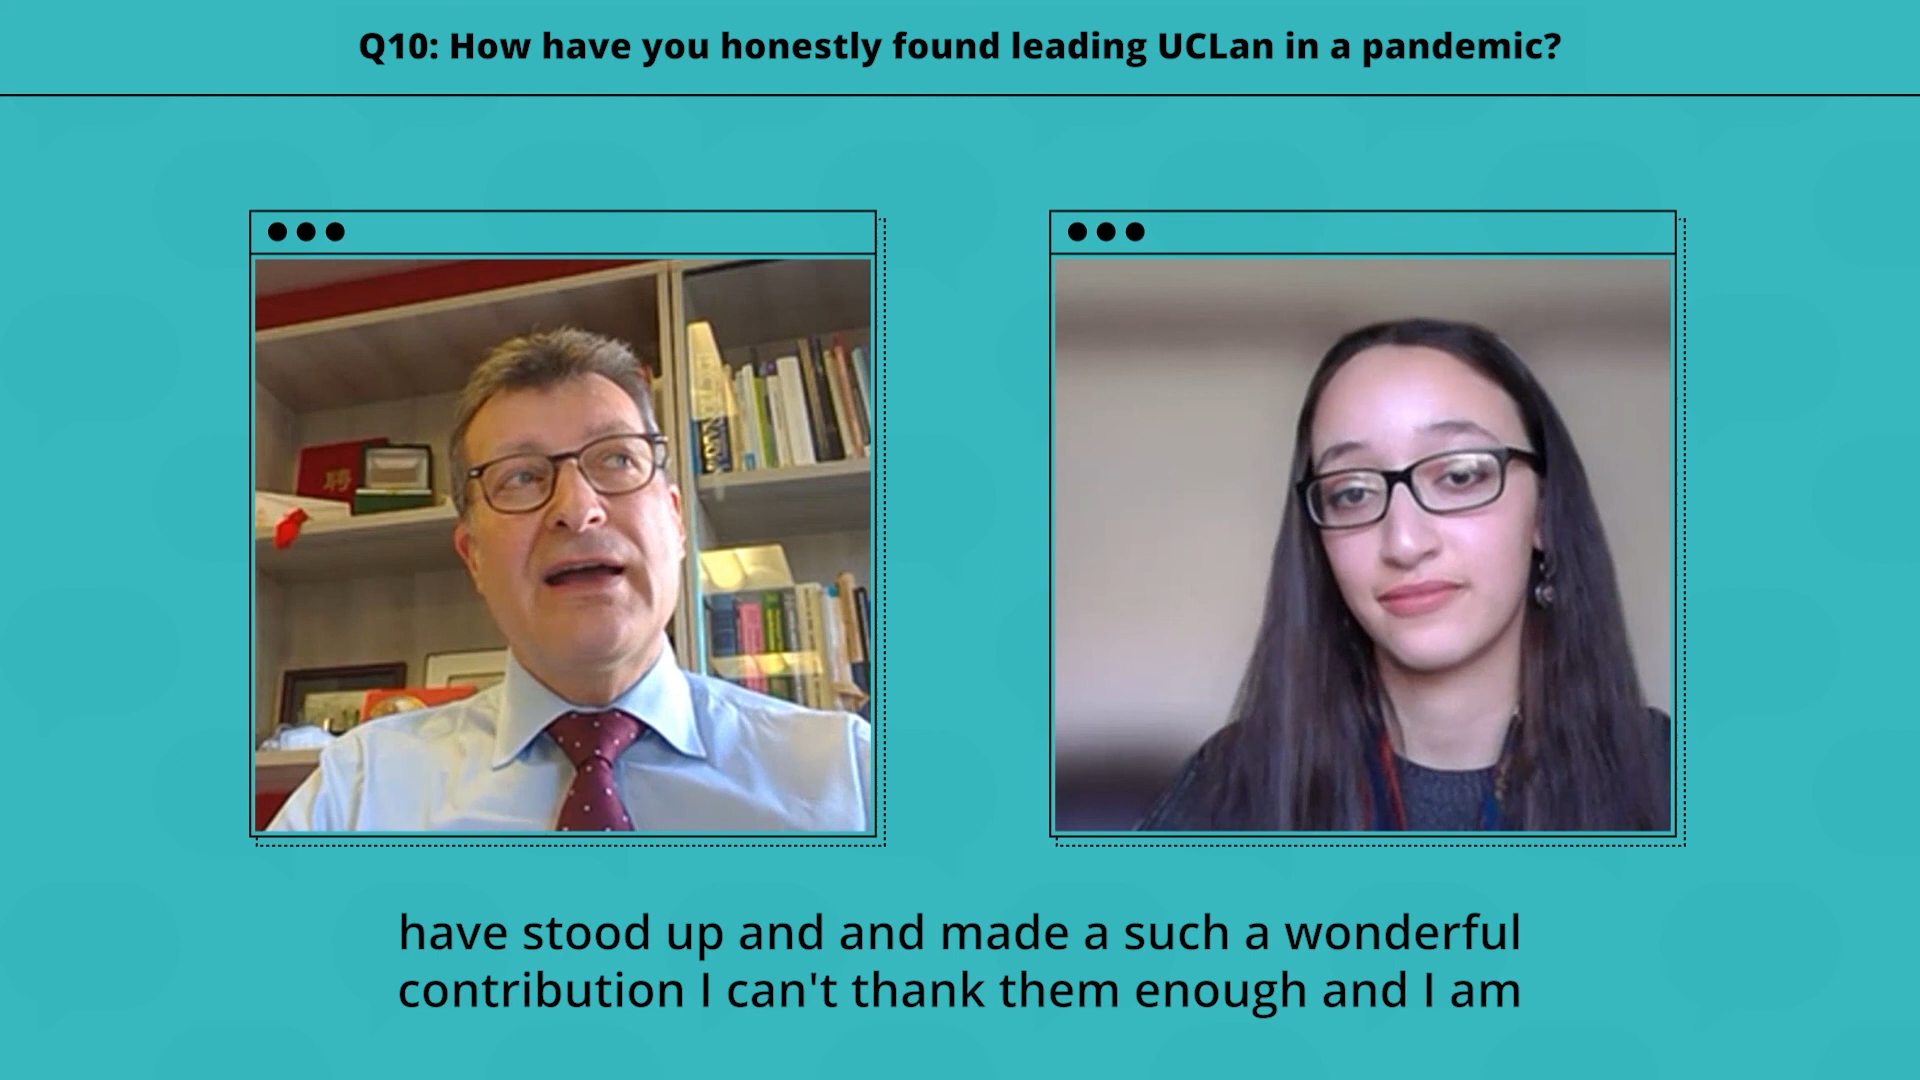 Q10: How have you honestly found leading UCLan in a pandemic?
have stood up and and made a such a wonderful
contribution I can't thank them enough and I am